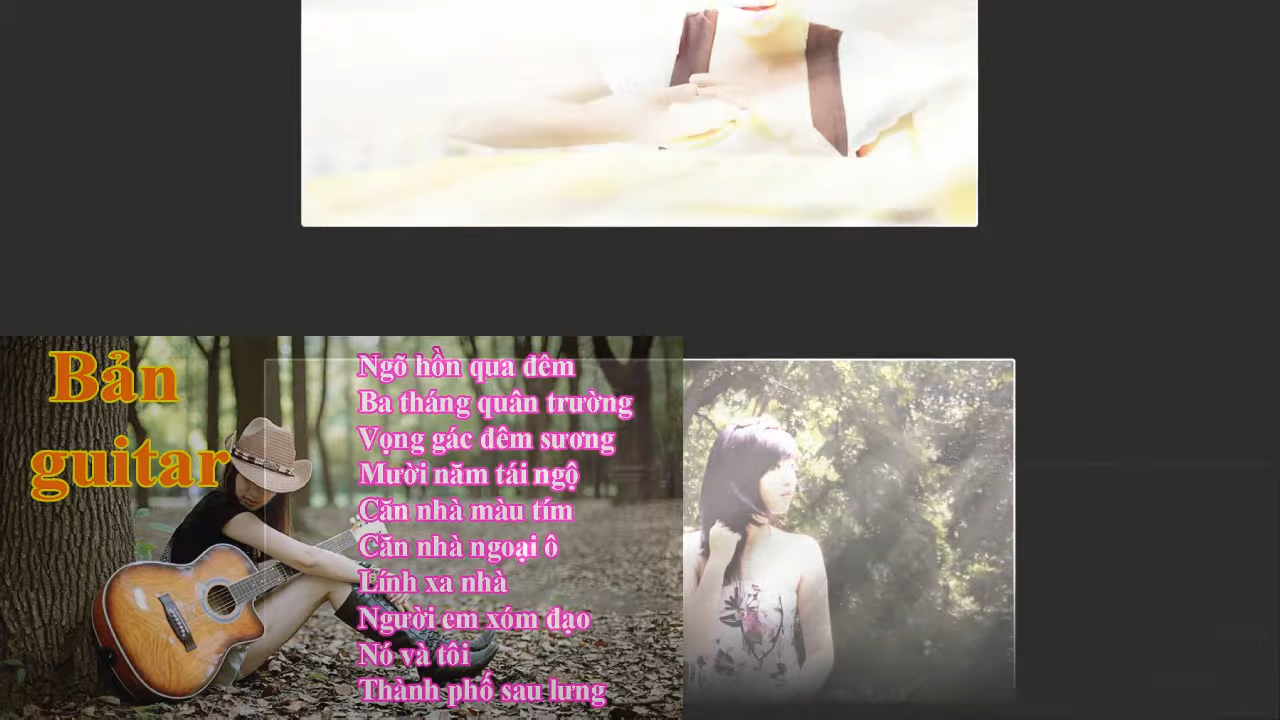 Bản
guitar
Ngõ hồn qua đêm
Ba tháng quân trường
Vọng gác đêm sương
Mười năm tái ngộ
Căn nhà màu tím
Căn nhà ngoại ô
Lính xa nhà
Người em xóm đạo
Nó và tôi
Thành phố sau lưng